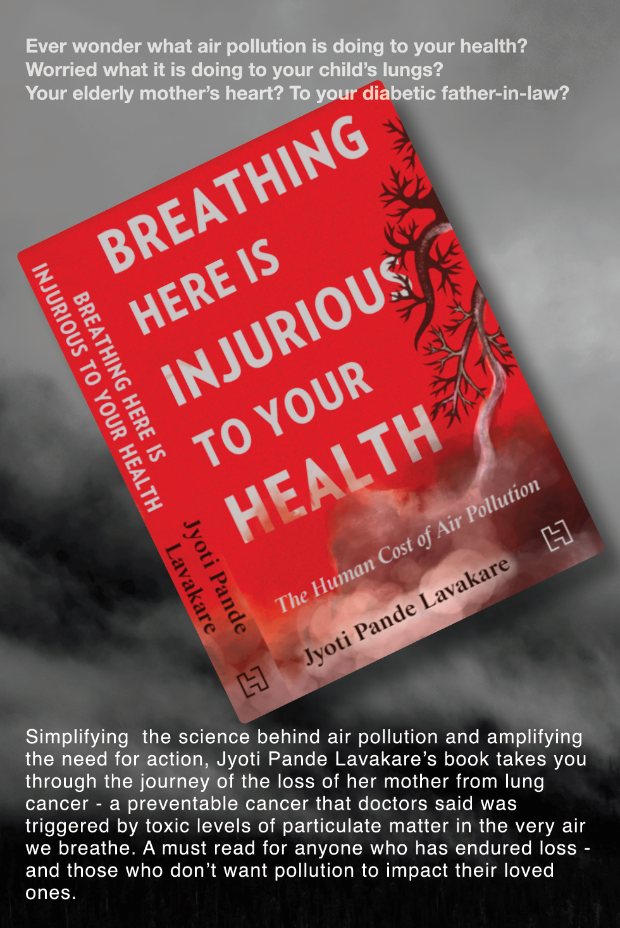 Ever wonder what air pollution is doing to your health?
Worried what it is doing to your child's lungs?
Your elderly mother's heart? To your diabetic father-in-law?
BREATHING
HERE IS
INJURIOUS
TO YOUR
HEALTH
The Human Cost of Air Pollution
Jyoti Pande Lavakare
BREATHING HERE IS
INJURIOUS TO YOUR HEALTH
Jyoti Pande
Lavakare
Simplifying the science behind air pollution and amplifying
the need for action, Jyoti Pande Lavakare's book takes you
through the journey of the loss of her mother from lung
cancer - a preventable cancer that doctors said was
triggered by toxic levels of particulate matter in the very air
we breathe. A must read for anyone who has endured loss -
and those who don't want pollution to impact their loved
ones.